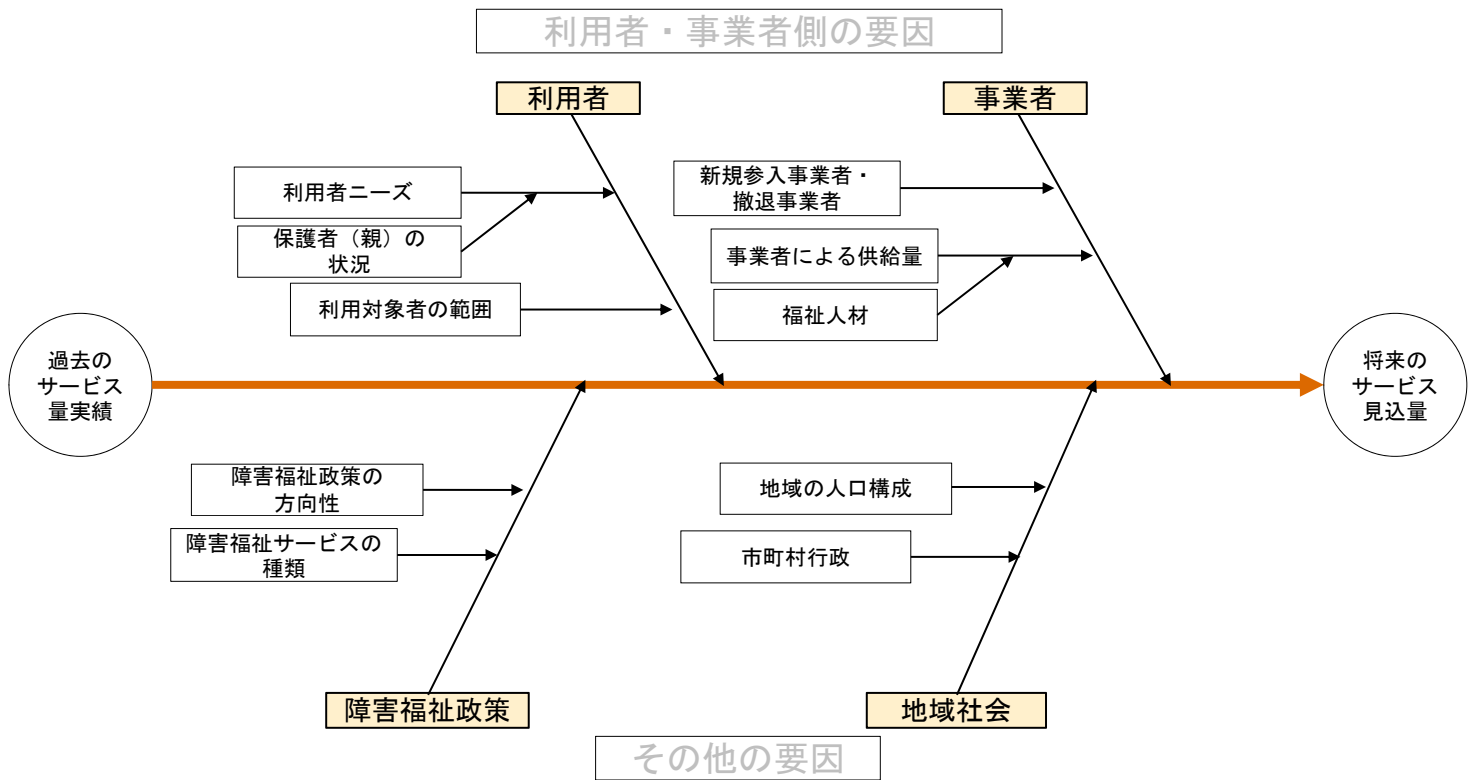 利用者・事業者側の要因
利用者
事業者
利用者ニーズ
保護者（親）の
状況
利用対象者の範囲
新規参入事業者・
撤退事業者
事業者による供給量
福祉人材
過去の
サービス
量実績
将来の
サービス
見込量
障害福祉政策の
方向性
障害福祉サービスの
種類
地域の人口構成
市町村行政
障害福祉政策
地域社会
その他の要因